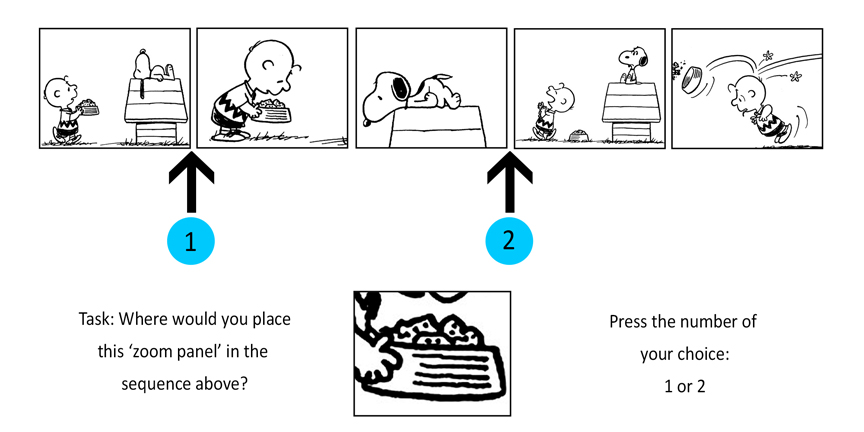 1
2
Task: Where would you place
this ‘zoom panel’ in the
sequence above?
Press the number of
your choice:
1 or 2